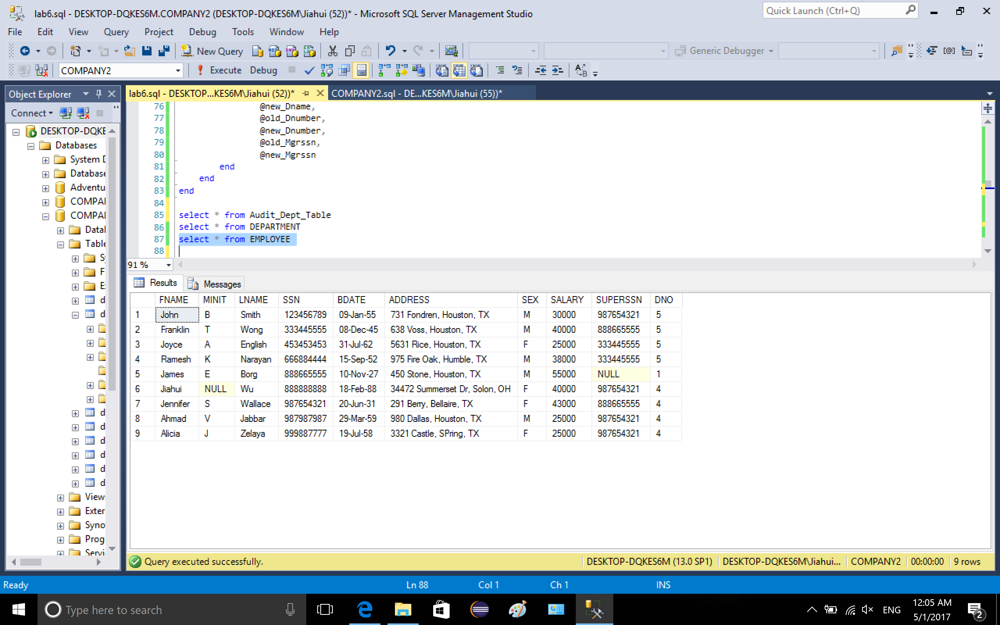 lab6.sql - DESKTOP-DQKES6M.COMPANY2 (DESKTOP-DQKES6M\Jiahui (52))* - Microsoft SQL Server Management Studio
Quick Launch (Ctrl+Q)
File Edit View Query Project Debug Tools Window Help
New Query
Generic Debugger
COMPANY2
Execute Debug
Object Explorer
lab6.sql - DESKTOP...KES6M\Jiahui (52))*
COMPANY2.sql - DE...KES6M\Jiahui (55))*
Connect
DESKTOP-DQKE
Databases
System D
Database
Adventu
COMPAI
COMPAI
Datal
Table
S
F
E
d
d
d
d
d
d
d
d
View
Exter
Syno
Prog
Servi
76 @new_Dname,
77 @old_Dnumber,
78 @new_Dnumber,
79 @old_Mgrssn,
80 @new_Mgrssn
81 end
82 end
83 end
84
85 select * from Audit_Dept_Table
86 select * from DEPARTMENT
87 select * from EMPLOYEE
88
91 %
Results Messages
FNAME MINIT LNAME SSN BDATE ADDRESS SEX SALARY SUPERSSN DNO
1 John B Smith 123456789 09-Jan-55 731 Fondren, Houston, TX M 30000 987654321 5
2 Franklin T Wong 333445555 08-Dec-45 638 Voss, Houston, TX M 40000 888665555 5
3 Joyce A English 453453453 31-Jul-62 5631 Rice, Houston, TX F 25000 333445555 5
4 Ramesh K Narayan 666884444 15-Sep-52 975 Fire Oak, Humble, TX M 38000 333445555 5
5 James E Borg 888665555 10-Nov-27 450 Stone, Houston, TX M 55000 NULL 1
6 Jiahui NULL Wu 888888888 18-Feb-88 34472 Summerset Dr, Solon, OH F 40000 987654321 4
7 Jennifer S Wallace 987654321 20-Jun-31 291 Berry, Bellaire, TX F 43000 888665555 4
8 Ahmad V Jabbar 987987987 29-Mar-59 980 Dallas, Houston, TX M 25000 987654321 4
9 Alicia J Zelaya 999887777 19-Jul-58 3321 Castle, SPring, TX F 25000 987654321 4
Query executed successfully.
DESKTOP-DQKES6M (13.0 SP1) DESKTOP-DQKES6M\Jiahui... COMPANY2 00:00:00 9 rows
Ready Ln 88 Col 1 Ch 1 INS
Type here to search
ENG
12:05 AM
5/1/2017
2